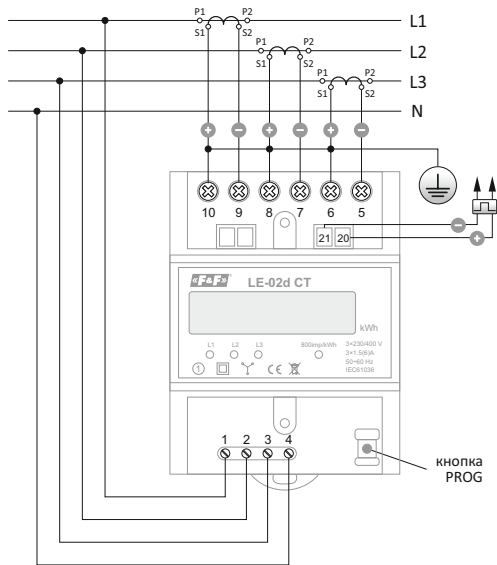 P1 P2 L1
S1 S2
P1 P2 L2
S1 S2
P1 P2 L3
S1 S2
N
+ − + − + −
10 9 8 7 6 5
21 20
−
+
«F&F»® LE-02d CT
kWh
L1 L2 L3 800imp/kWh
3×230/400 V
3×1.5(6)A
50÷60 Hz
IEC61036
1 CE
1 2 3 4
кнопка
PROG